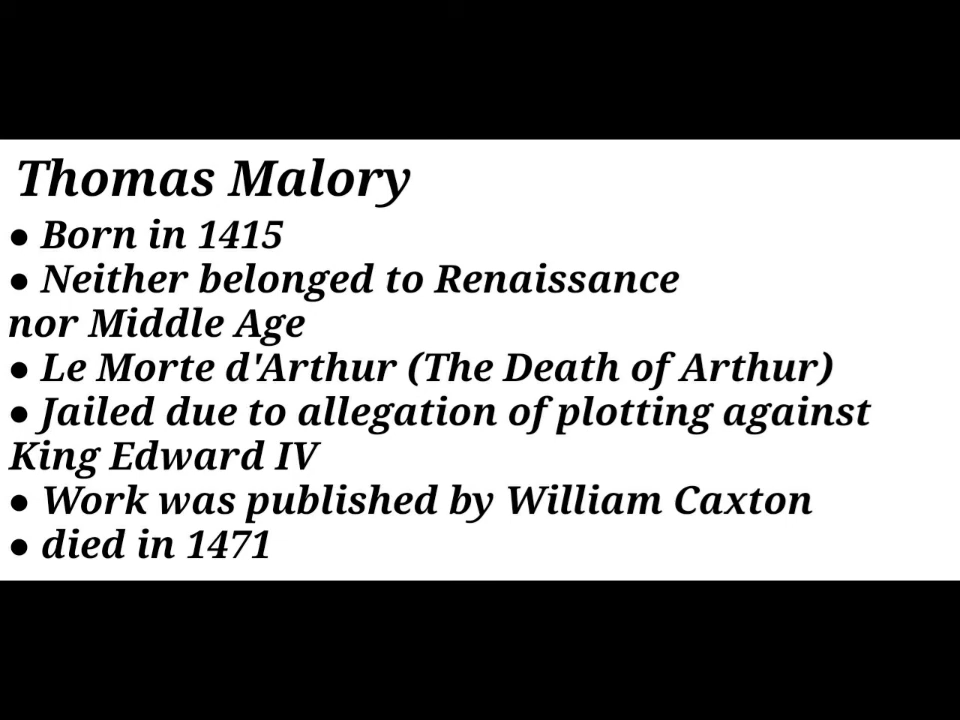 Thomas Malory
● Born in 1415
● Neither belonged to Renaissance
nor Middle Age
● Le Morte d'Arthur (The Death of Arthur)
● Jailed due to allegation of plotting against
King Edward IV
● Work was published by William Caxton
● died in 1471